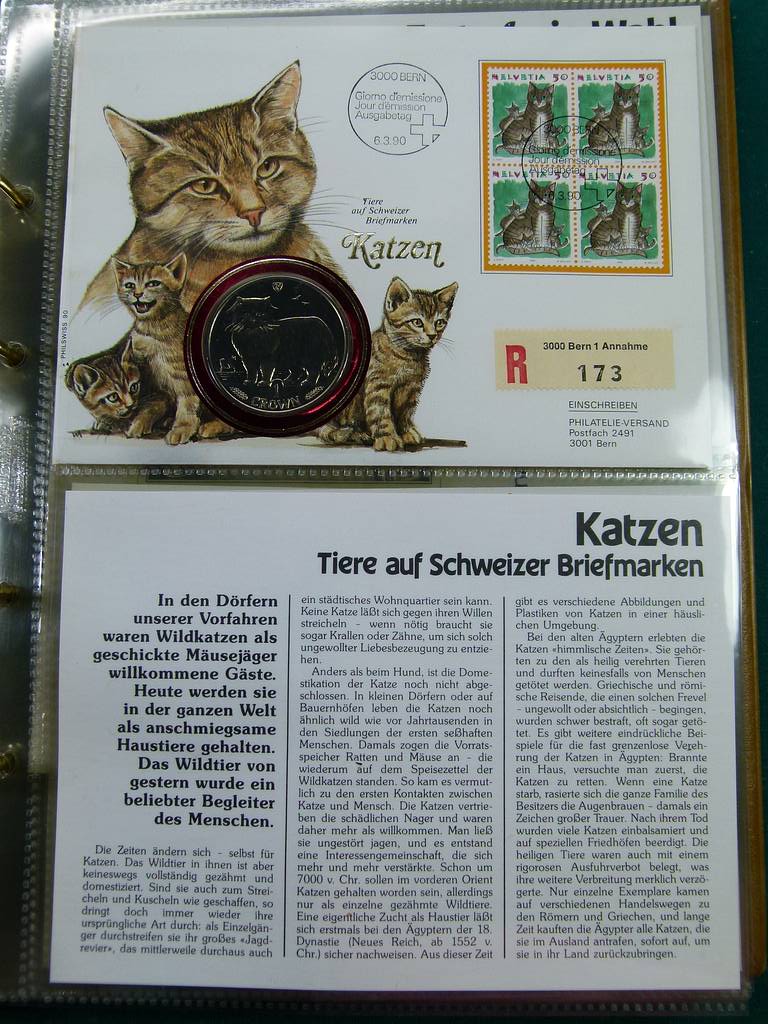 3000 BERN
Giorno d'emissione
Jour d'émission
Ausgabetag
6.3.90
HELVETIA 50
HELVETIA 50
HELVETIA 50
HELVETIA 50
3000 BERN
Giorno d'emissione
Jour d'émission
Ausgabetag
6.3.90
Tiere
auf Schweizer
Briefmarken
Katzen
PHILSWISS 90
CROWN
R
3000 Bern 1 Annahme
173
EINSCHREIBEN
PHILATELIE-VERSAND
Postfach 2491
3001 Bern
Katzen
Tiere auf Schweizer Briefmarken
In den Dörfern
unserer Vorfahren
waren Wildkatzen als
geschickte Mäusejäger
willkommene Gäste.
Heute werden sie
in der ganzen Welt
als anschmiegsame
Haustiere gehalten.
Das Wildtier von
gestern wurde ein
beliebter Begleiter
des Menschen.
Die Zeiten ändern sich - selbst für
Katzen. Das Wildtier in ihnen ist aber
keineswegs vollständig gezähmt und
domestiziert. Sind sie auch zum Strei-
cheln und Kuscheln wie geschaffen, so
dringt doch immer wieder ihre
ursprüngliche Art durch: als Einzelgän-
ger durchstreifen sie ihr großes «Jagd-
revier», das mittlerweile durchaus auch
ein städtisches Wohnquartier sein kann.
Keine Katze läßt sich gegen ihren Willen
streicheln - wenn nötig braucht sie
sogar Krallen oder Zähne, um sich solch
ungewollter Liebesbezeugung zu entzie-
hen.
Anders als beim Hund, ist die Dome-
stikation der Katze noch nicht abge-
schlossen. In kleinen Dörfern oder auf
Bauernhöfen leben die Katzen noch
ähnlich wild wie vor Jahrtausenden in
den Siedlungen der ersten seßhaften
Menschen. Damals zogen die Vorrats-
speicher Ratten und Mäuse an - die
wiederum auf dem Speisezettel der
Wildkatzen standen. So kam es vermut-
lich zu den ersten Kontakten zwischen
Katze und Mensch. Die Katzen vertrie-
ben die schädlichen Nager und waren
daher mehr als willkommen. Man ließ
sie ungestört jagen, und es entstand
eine Interessengemeinschaft, die sich
mehr und mehr verstärkte. Schon um
7000 v. Chr. sollen im vorderen Orient
Katzen gehalten worden sein, allerdings
nur als einzelne gezähmte Wildtiere.
Eine eigentliche Zucht als Haustier läßt
sich erstmals bei den Ägyptern der 18.
Dynastie (Neues Reich, ab 1552 v.
Chr.) sicher nachweisen. Aus dieser Zeit
gibt es verschiedene Abbildungen und
Plastiken von Katzen in einer häusli-
chen Umgebung.
Bei den alten Ägyptern erlebten die
Katzen «himmlische Zeiten». Sie gehör-
ten zu den als heilig verehrten Tieren
und durften keinesfalls von Menschen
getötet werden. Griechische und römi-
sche Reisende, die einen solchen Frevel
- ungewollt oder absichtlich - begingen,
wurden schwer bestraft, oft sogar getö-
tet. Es gibt weitere eindrückliche Bei-
spiele für die fast grenzenlose Vereh-
rung der Katzen in Ägypten: Brannte
ein Haus, versuchte man zuerst, die
Katzen zu retten. Wenn eine Katze
starb, rasierte sich die ganze Familie des
Besitzers die Augenbrauen - damals ein
Zeichen großer Trauer. Nach ihrem Tod
wurden viele Katzen einbalsamiert und
auf speziellen Friedhöfen beerdigt. Die
heiligen Tiere waren auch mit einem
rigorosen Ausfuhrverbot belegt, was
ihre weitere Verbreitung merklich verzö-
gerte. Nur einzelne Exemplare kamen
auf verschiedenen Handelswegen zu
den Römern und Griechen, und lange
Zeit kauften die Ägypter alle Katzen, die
sie im Ausland antrafen, sofort auf, um
sie in ihr Land zurückzubringen.